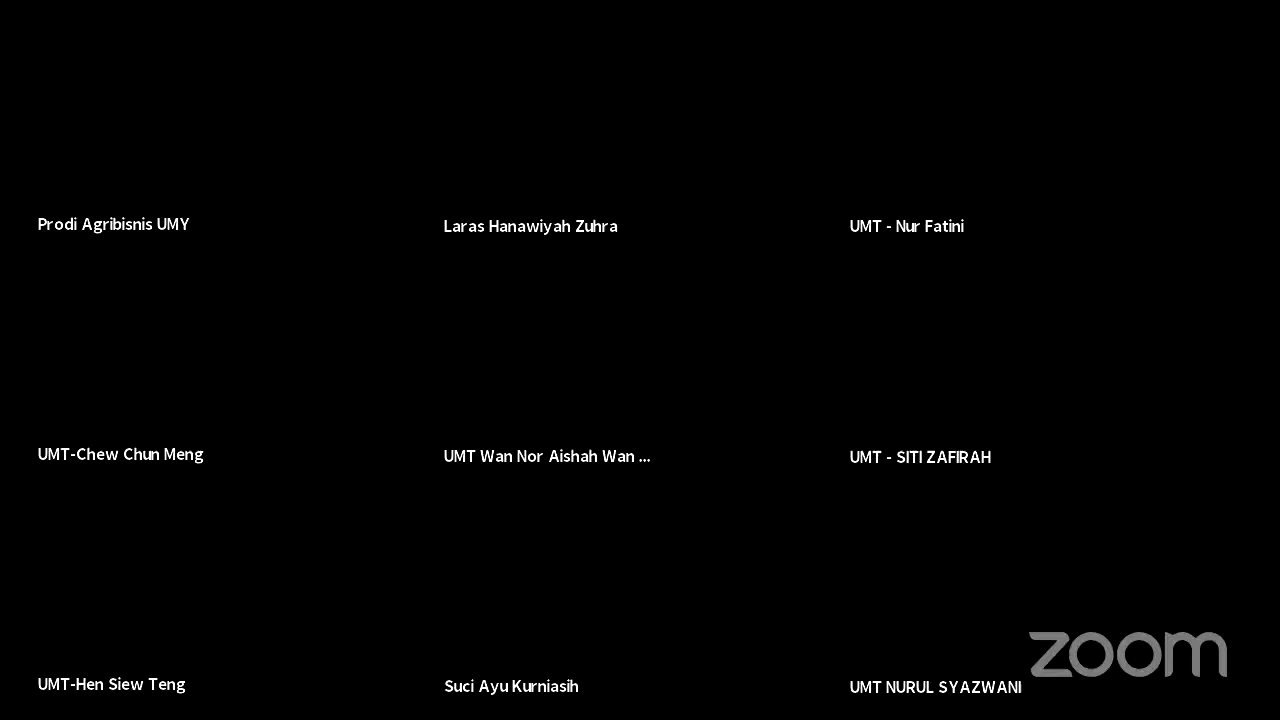 Prodi Agribisnis UMY
Laras Hanawiyah Zuhra
UMT - Nur Fatini
UMT-Chew Chun Meng
UMT Wan Nor Aishah Wan ...
UMT - SITI ZAFIRAH
UMT-Hen Siew Teng
Suci Ayu Kurniasih
UMT NURUL SYAZWANI
zoom